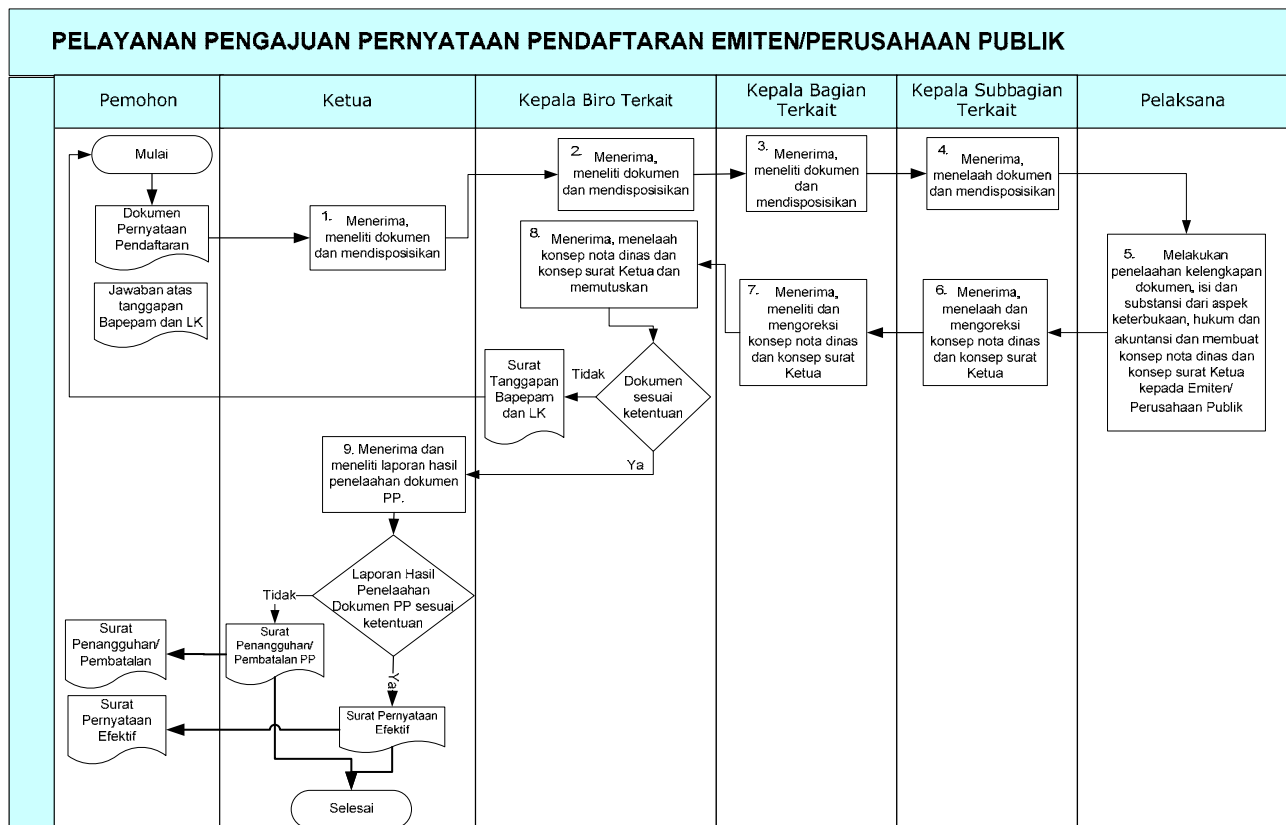 PELAYANAN PENGAJUAN PERNYATAAN PENDAFTARAN EMITEN/PERUSAHAAN PUBLIK
Pemohon
Ketua
Kepala Biro Terkait
Kepala Bagian
Terkait
Kepala Subbagian
Terkait
Pelaksana
Mulai
Dokumen
Pernyataan
Pendaftaran
Jawaban atas
tanggapan
Bapepam dan LK
1. Menerima,
meneliti dokumen
dan mendisposisikan
2. Menerima,
meneliti dokumen
dan mendisposisikan
3. Menerima,
meneliti dokumen
dan
mendisposisikan
4. Menerima,
menelaah dokumen
dan mendisposisikan
5. Melakukan
penelaahan kelengkapan
dokumen, isi dan
substansi dari aspek
keterbukaan, hukum dan
akuntansi dan membuat
konsep nota dinas dan
konsep surat Ketua
kepada Emiten/
Perusahaan Publik
6. Menerima,
menelaah dan
mengoreksi
konsep nota dinas
dan konsep surat
Ketua
7. Menerima,
meneliti dan
mengoreksi
konsep nota dinas
dan konsep surat
Ketua
8. Menerima, menelaah
konsep nota dinas dan
konsep surat Ketua dan
memutuskan
Dokumen
sesuai
ketentuan
Tidak
Surat
Tanggapan
Bapepam
dan LK
Ya
9. Menerima dan
meneliti laporan hasil
penelaahan dokumen
PP.
Laporan Hasil
Penelaahan
Dokumen PP sesuai
ketentuan
Tidak
Surat
Penangguhan/
Pembatalan PP
Surat
Penangguhan/
Pembatalan
Ya
Surat Pernyataan
Efektif
Surat
Pernyataan
Efektif
Selesai